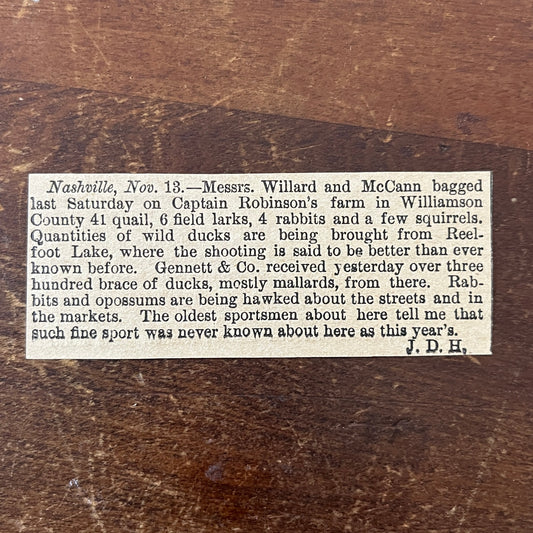 Nashville, Nov. 13.—Messrs. Willard and McCann bagged
last Saturday on Captain Robinson's farm in Williamson
County 41 quail, 6 field larks, 4 rabbits and a few squirrels.
Quantities of wild ducks are being brought from Reel-
foot Lake, where the shooting is said to be better than ever
known before. Gennett & Co. received yesterday over three
hundred brace of ducks, mostly mallards, from there. Rab-
bits and opossums are being hawked about the streets and in
the markets. The oldest sportsmen about here tell me that
such fine sport was never known about here as this year's.
J. D. H.